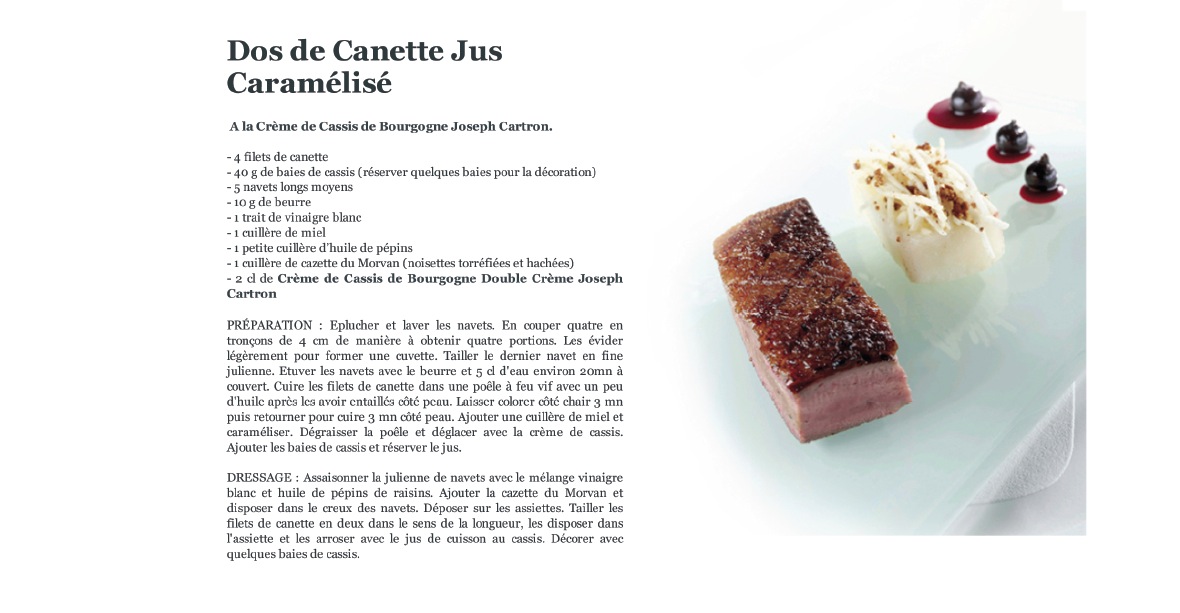 Dos de Canette Jus
Caramélisé
A la Crème de Cassis de Bourgogne Joseph Cartron.
- 4 filets de canette
- 40 g de baies de cassis (réserver quelques baies pour la décoration)
- 5 navets longs moyens
- 10 g de beurre
- 1 trait de vinaigre blanc
- 1 cuillère de miel
- 1 petite cuillère d'huile de pépins
- 1 cuillère de cazette du Morvan (noisettes torréfiées et hachées)
- 2 cl de Crème de Cassis de Bourgogne Double Crème Joseph
Cartron
PRÉPARATION : Eplucher et laver les navets. En couper quatre en
tronçons de 4 cm de manière à obtenir quatre portions. Les évider
légèrement pour former une cuvette. Tailler le dernier navet en fine
julienne. Etuver les navets avec le beurre et 5 cl d'eau environ 20mn à
couvert. Cuire les filets de canette dans une poêle à feu vif avec un peu
d'huile après les avoir entaillés côté peau. Laisser colorer côté chair 3 mn
puis retourner pour cuire 3 mn côté peau. Ajouter une cuillère de miel et
caraméliser. Dégraisser la poêle et déglacer avec la crème de cassis.
Ajouter les baies de cassis et réserver le jus.
DRESSAGE : Assaisonner la julienne de navets avec le mélange vinaigre
blanc et huile de pépins de raisins. Ajouter la cazette du Morvan et
disposer dans le creux des navets. Déposer sur les assiettes. Tailler les
filets de canette en deux dans le sens de la longueur, les disposer dans
l'assiette et les arroser avec le jus de cuisson au cassis. Décorer avec
quelques baies de cassis.